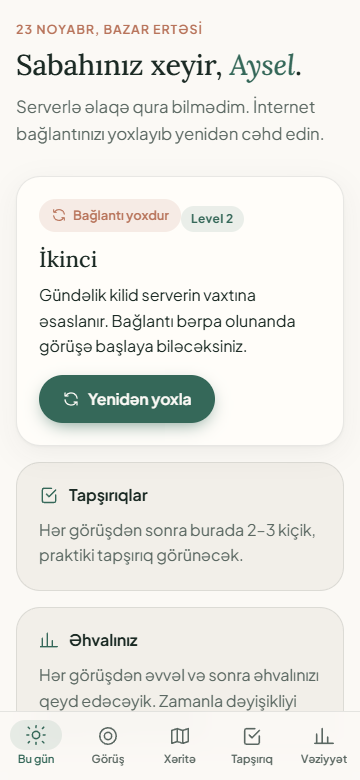 23 NOYABR, BAZAR ERTƏSİ
Sabahınız xeyir, Aysel.
Serverlə əlaqə qura bilmədim. İnternet
bağlantınızı yoxlayıb yenidən cəhd edin.
Bağlantı yoxdur
Level 2
İkinci
Gündəlik kilid serverin vaxtına
əsaslanır. Bağlantı bərpa olunanda
görüşə başlaya biləcəksiniz.
Yenidən yoxla
Tapşırıqlar
Hər görüşdən sonra burada 2–3 kiçik,
praktiki tapşırıq görünəcək.
Əhvalınız
Hər görüşdən əvvəl və sonra əhvalınızı
qeyd edəcəyik. Zamanla dəyişikliyi
Bu gün
Görüş
Xəritə
Tapşırıq
Vəziyyət